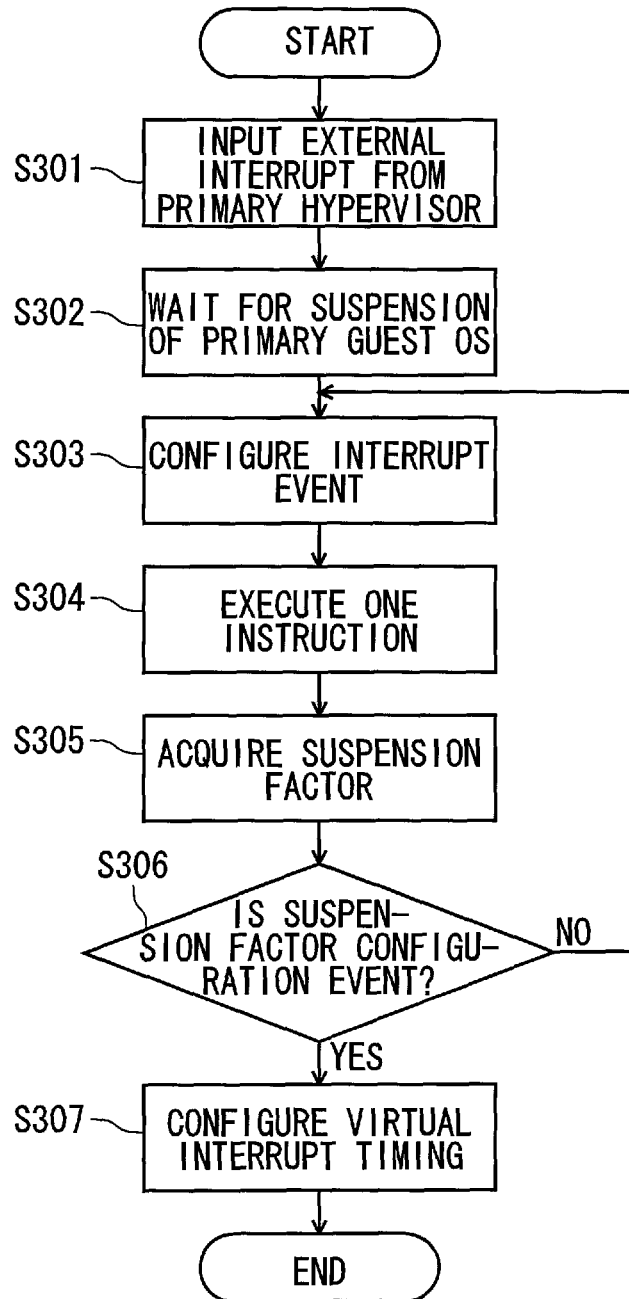 START
S301
INPUT EXTERNAL
INTERRUPT FROM
PRIMARY HYPERVISOR
S302
WAIT FOR SUSPENSION
OF PRIMARY GUEST OS
S303
CONFIGURE INTERRUPT
EVENT
S304
EXECUTE ONE
INSTRUCTION
S305
ACQUIRE SUSPENSION
FACTOR
S306
IS SUSPEN-
SION FACTOR CONFIGU-
RATION EVENT?
NO
YES
S307
CONFIGURE VIRTUAL
INTERRUPT TIMING
END